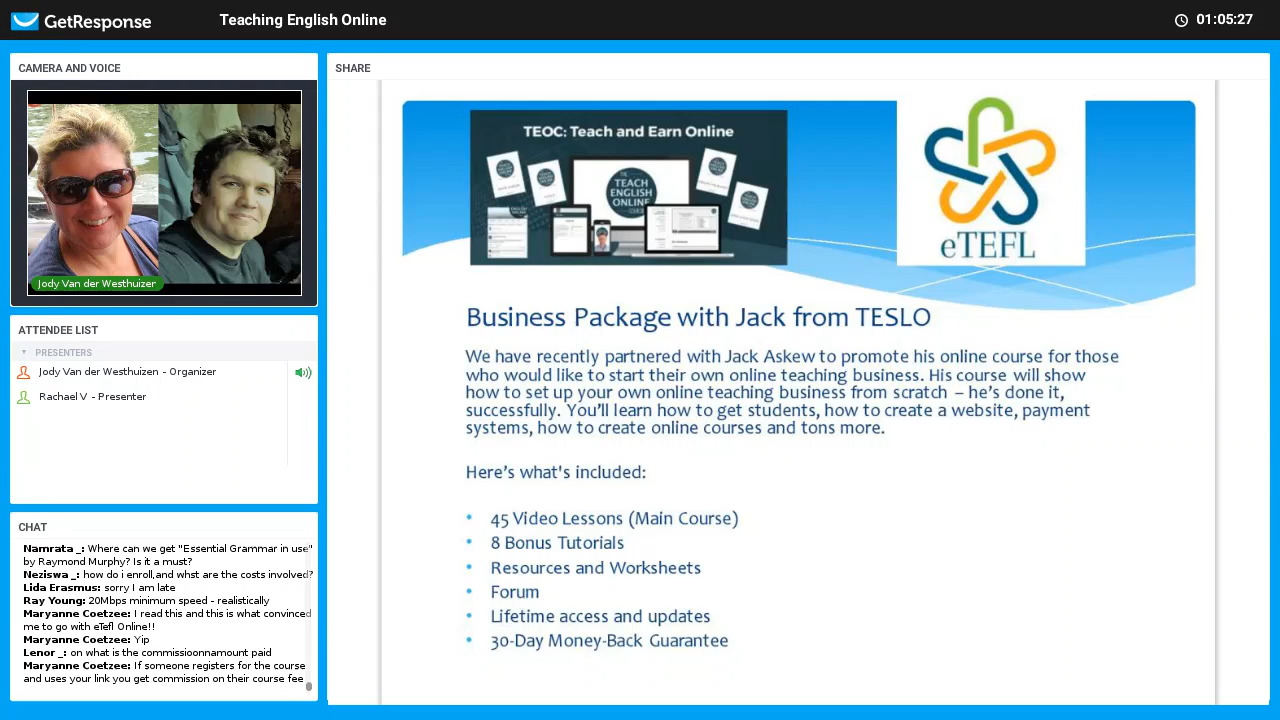 GetResponse
Teaching English Online
01:05:27
CAMERA AND VOICE
Jody Van der Westhuizer
ATTENDEE LIST
PRESENTERS
Jody Van der Westhuizen - Organizer
Rachael V - Presenter
CHAT
Namrata _: Where can we get "Essential Grammar in use"
by Raymond Murphy? Is it a must?
Neziswa _: how do i enroll,and whst are the costs involved?
Lida Erasmus: sorry I am late
Ray Young: 20Mbps minimum speed - realistically
Maryanne Coetzee: I read this and this is what convinced
me to go with eTefl Online!!
Maryanne Coetzee: Yip
Lenor _: on what is the commissioonnamount paid
Maryanne Coetzee: If someone registers for the course
and uses your link you get commission on their course fee
SHARE
TEOC: Teach and Earn Online
THE
TEACH
ENGLISH
ONLINE
eTEFL
Business Package with Jack from TESLO
We have recently partnered with Jack Askew to promote his online course for those
who would like to start their own online teaching business. His course will show
how to set up your own online teaching business from scratch – he's done it,
successfully. You'll learn how to get students, how to create a website, payment
systems, how to create online courses and tons more.
Here's what's included:
• 45 Video Lessons (Main Course)
• 8 Bonus Tutorials
• Resources and Worksheets
• Forum
• Lifetime access and updates
• 30-Day Money-Back Guarantee